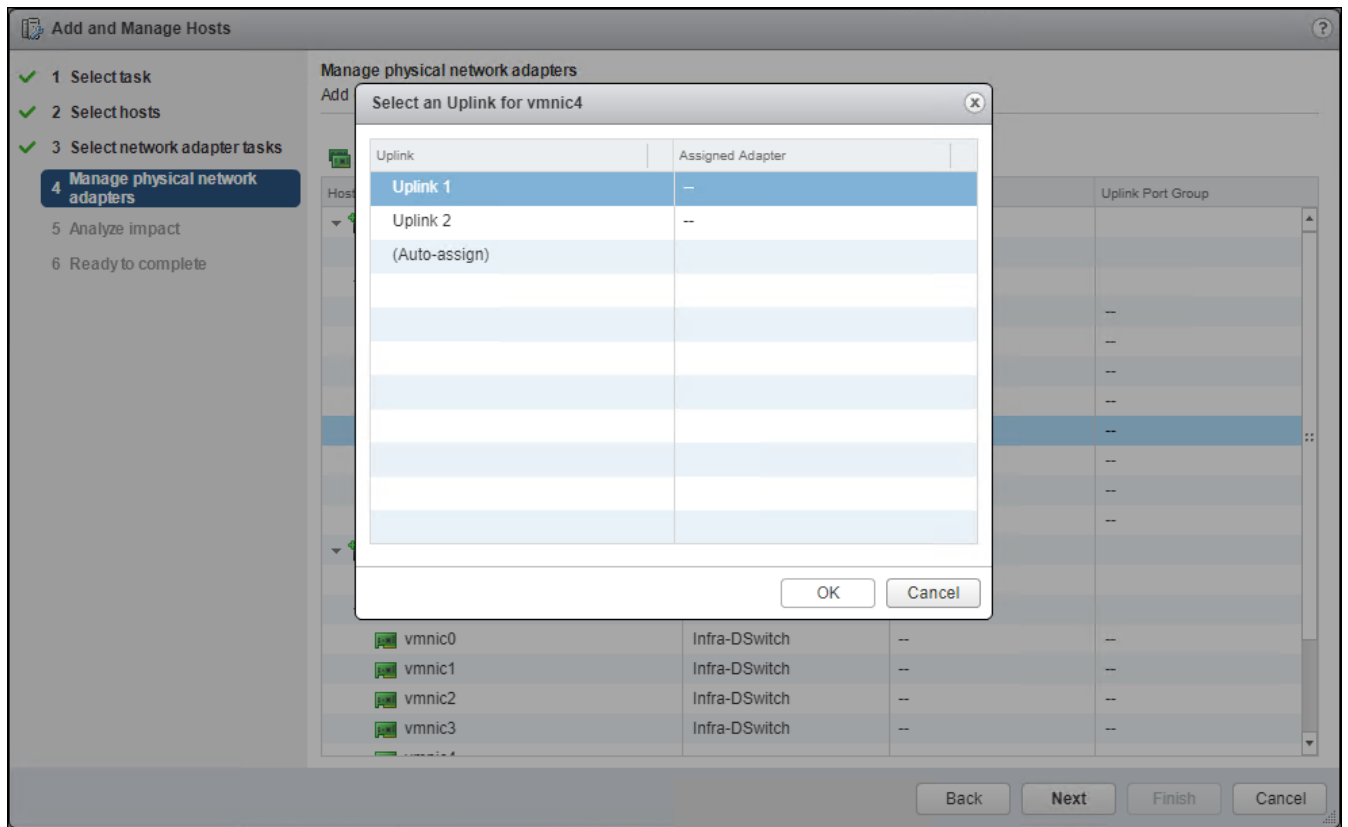 Add and Manage Hosts
?
1 Select task
2 Select hosts
3 Select network adapter tasks
4 Manage physical network
adapters
5 Analyze impact
6 Ready to complete
Manage physical network adapters
Add
Host
Uplink Port Group
--
--
--
--
--
--
--
--
Select an Uplink for vmnic4
x
Uplink Assigned Adapter
Uplink 1 --
Uplink 2 --
(Auto-assign)
OK Cancel
vmnic0 Infra-DSwitch -- --
vmnic1 Infra-DSwitch -- --
vmnic2 Infra-DSwitch -- --
vmnic3 Infra-DSwitch -- --
Back Next Finish Cancel